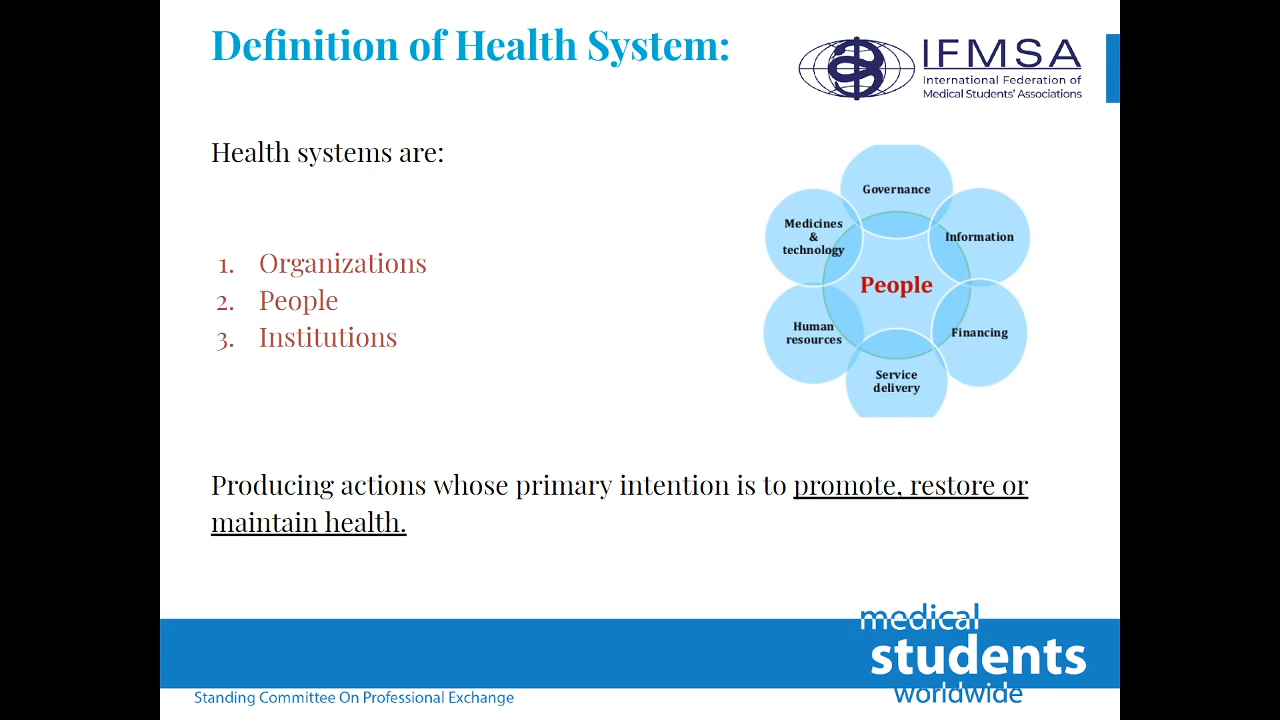 Definition of Health System:
IFMSA
International Federation of
Medical Students' Associations
Health systems are:
1. Organizations
2. People
3. Institutions
Governance
Medicines
&
technology
Information
People
Human
resources
Financing
Service
delivery
Producing actions whose primary intention is to promote, restore or
maintain health.
medical
students
worldwide
Standing Committee On Professional Exchange